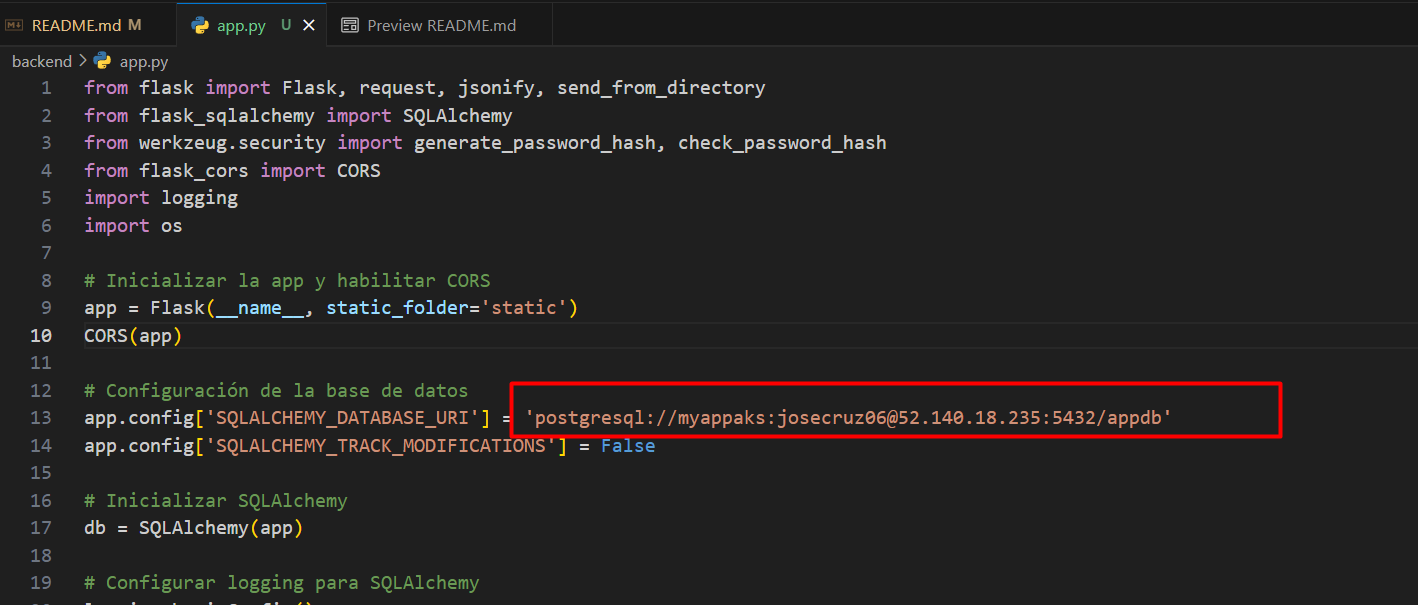 README.md M app.py U Preview README.md
backend > app.py
1 from flask import Flask, request, jsonify, send_from_directory
2 from flask_sqlalchemy import SQLAlchemy
3 from werkzeug.security import generate_password_hash, check_password_hash
4 from flask_cors import CORS
5 import logging
6 import os
7
8 # Inicializar la app y habilitar CORS
9 app = Flask(__name__, static_folder='static')
10 CORS(app)
11
12 # Configuración de la base de datos
13 app.config['SQLALCHEMY_DATABASE_URI'] = 'postgresql://myappaks:josecruz06@52.140.18.235:5432/appdb'
14 app.config['SQLALCHEMY_TRACK_MODIFICATIONS'] = False
15
16 # Inicializar SQLAlchemy
17 db = SQLAlchemy(app)
18
19 # Configurar logging para SQLAlchemy